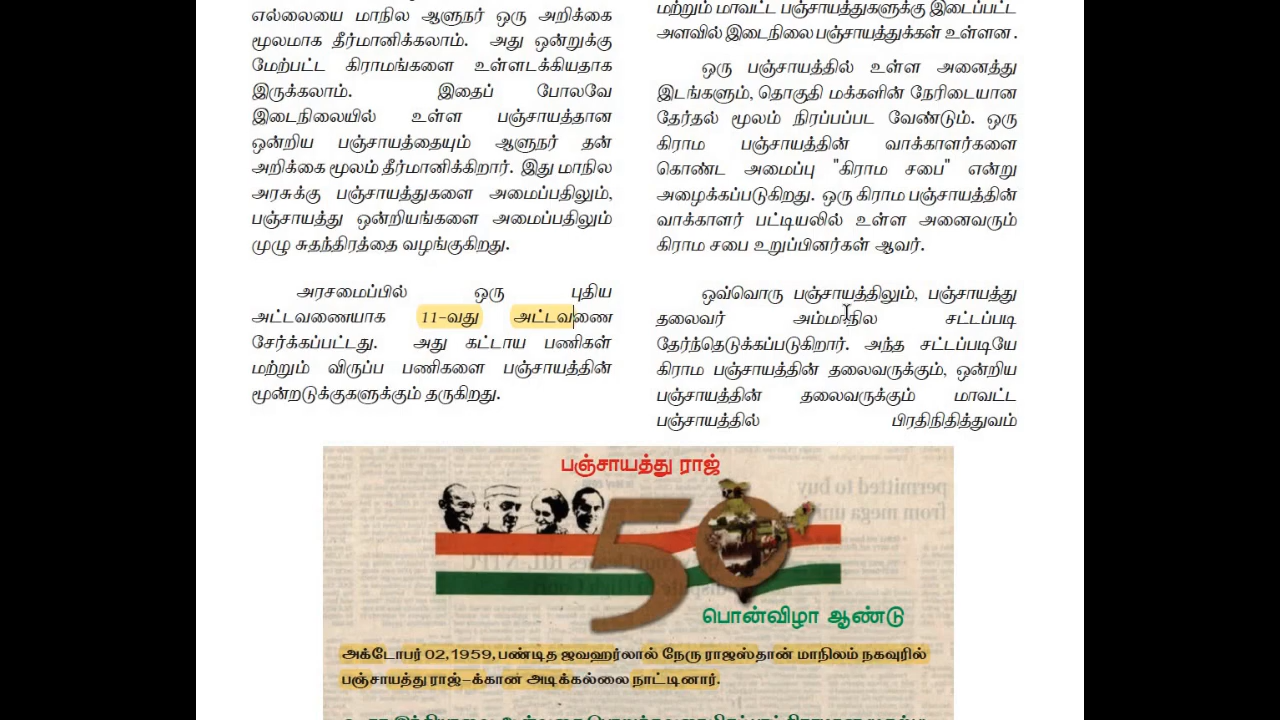 எல்லையை மாநில ஆளுநர் ஒரு அறிக்கை
மூலமாக தீர்மானிக்கலாம். அது ஒன்றுக்கு
மேற்பட்ட கிராமங்களை உள்ளடக்கியதாக
இருக்கலாம். இதைப் போலவே
இடைநிலையில் உள்ள பஞ்சாயத்தான
ஒன்றிய பஞ்சாயத்தையும் ஆளுநர் தன்
அறிக்கை மூலம் தீர்மானிக்கிறார். இது மாநில
அரசுக்கு பஞ்சாயத்துகளை அமைப்பதிலும்,
பஞ்சாயத்து ஒன்றியங்களை அமைப்பதிலும்
முழு சுதந்திரத்தை வழங்குகிறது.
அரசமைப்பில் ஒரு புதிய
அட்டவணையாக 11-வது அட்டவணை
சேர்க்கப்பட்டது. அது கட்டாய பணிகள்
மற்றும் விருப்ப பணிகளை பஞ்சாயத்தின்
மூன்றடுக்குகளுக்கும் தருகிறது.
மற்றும் மாவட்ட பஞ்சாயத்துகளுக்கு இடைப்பட்ட
அளவில் இடைநிலை பஞ்சாயத்துக்கள் உள்ளன .
ஒரு பஞ்சாயத்தில் உள்ள அனைத்து
இடங்களும், தொகுதி மக்களின் நேரிடையான
தேர்தல் மூலம் நிரப்பப்பட வேண்டும். ஒரு
கிராம பஞ்சாயத்தின் வாக்காளர்களை
கொண்ட அமைப்பு "கிராம சபை" என்று
அழைக்கப்படுகிறது. ஒரு கிராம பஞ்சாயத்தின்
வாக்காளர் பட்டியலில் உள்ள அனைவரும்
கிராம சபை உறுப்பினர்கள் ஆவர்.
ஒவ்வொரு பஞ்சாயத்திலும், பஞ்சாயத்து
தலைவர் அம்மாநில சட்டப்படி
தேர்ந்தெடுக்கப்படுகிறார். அந்த சட்டப்படியே
கிராம பஞ்சாயத்தின் தலைவருக்கும், ஒன்றிய
பஞ்சாயத்தின் தலைவருக்கும் மாவட்ட
பஞ்சாயத்தில் பிரதிநிதித்துவம்
பஞ்சாயத்து ராஜ்
50
permitted to buy
from mega
பொன்விழா ஆண்டு
அக்டோபர் 02,1959, பண்டித ஜவஹர்லால் நேரு ராஜஸ்தான் மாநிலம் நகவுரில்
பஞ்சாயத்து ராஜ்-க்கான அடிக்கல்லை நாட்டினார்.